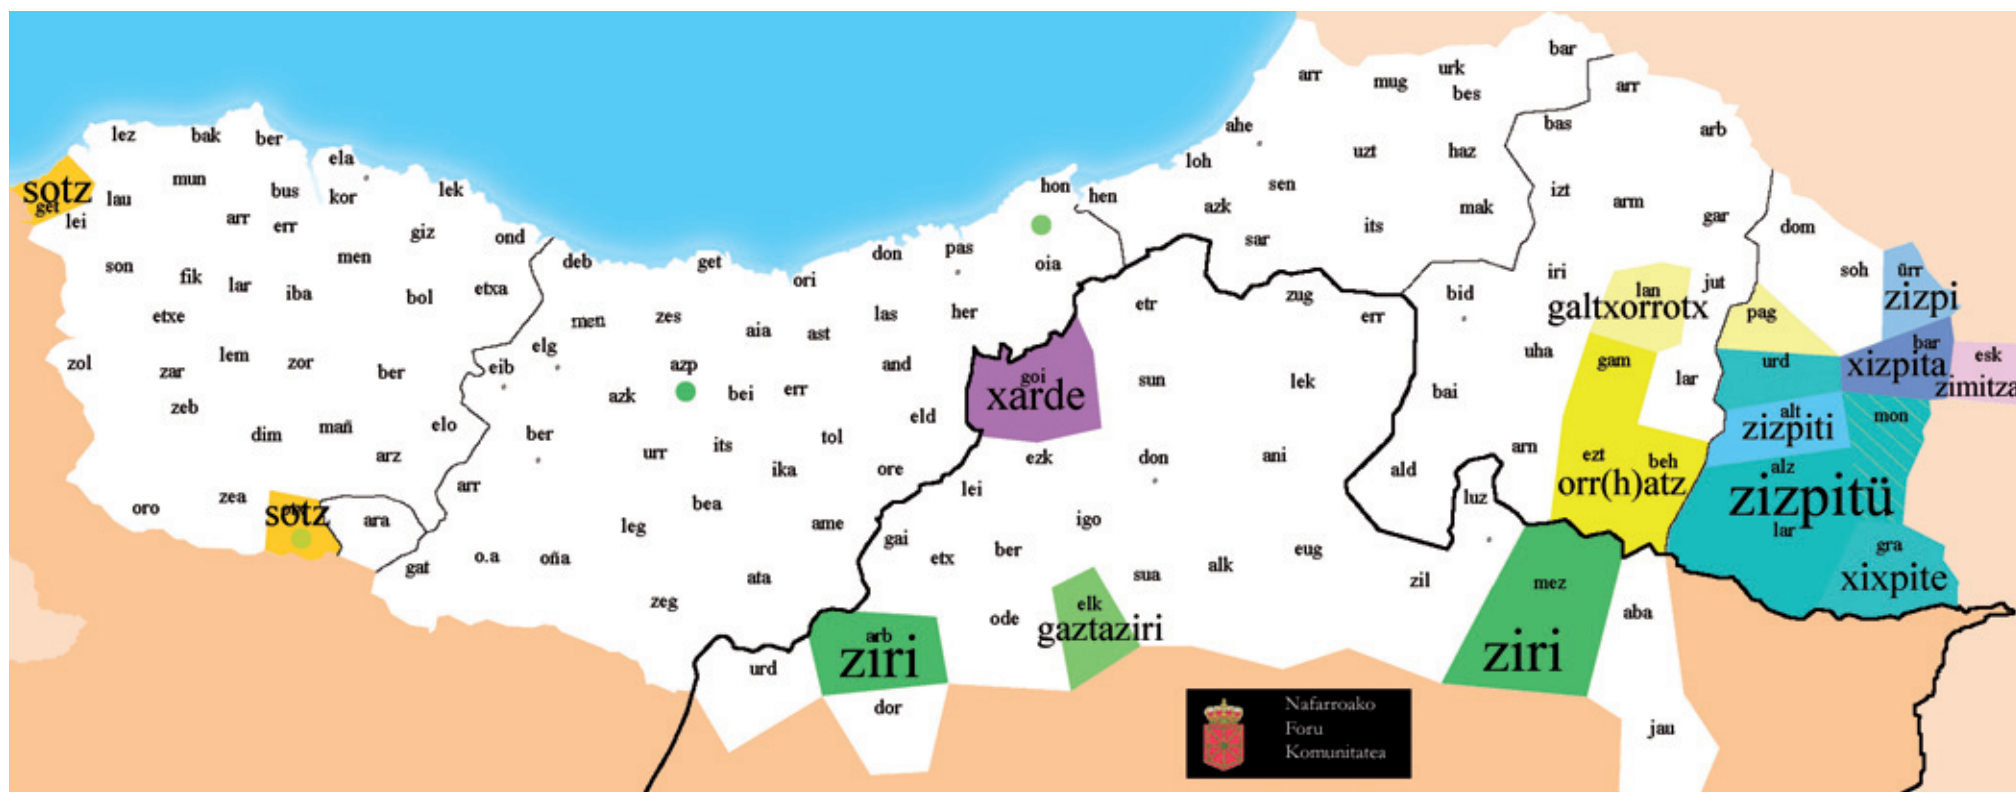 bar
arr mug urk arr
bes
lez bak ber ahe bas arb
ela loh uzt haz
sotz mun bus kor lek hon hen sen izt
get lau azk mak arm
lei arr err giz ond sar its gar dom
son fik men deb get don pas oia iri soh ürr
lar iba bol etxa ori etr zug bid lan jut zizpi
etxe men zes aia ast las her err galtxorrotx pag
zol zar lem zor ber eib elg azp and uha gam urd bar esk
xizpita zimitza
goi sun lek lar
xarde
zeb azk bei err bai
dim mañ elo ber its tol eld alt mon
zizpiti
arz urr ika ore ezk don ani ald arn ezt beh alz
orr(h)atz
oro zea arr bea lei luz zizpitü
sotz ara leg ame igo lar
gat o.a oña gai etx ber eug gra
ata sua alk zil mez xixpite
zeg ode elk aba
gaztaziri
arb
ziri ziri
urd
dor jau
Nafarroako
Foru
Komunitatea